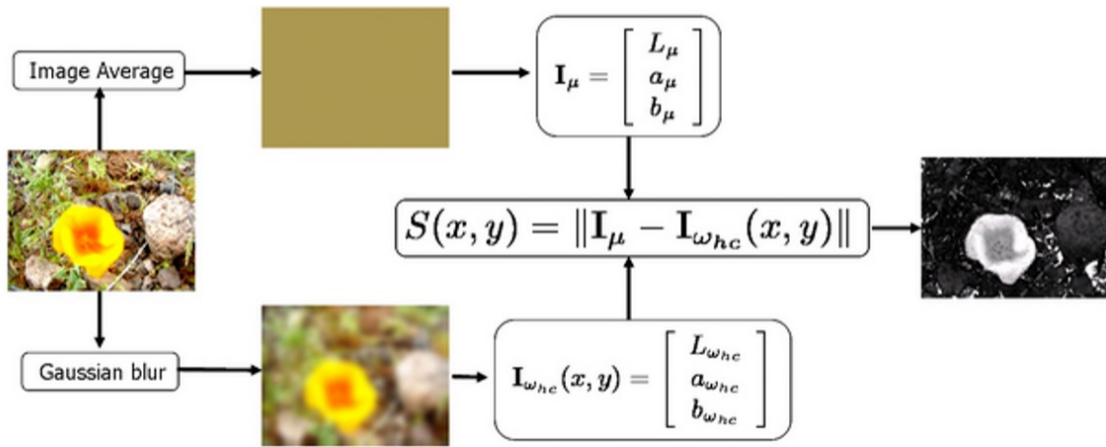 Image Average
I_μ = [ L_μ
a_μ
b_μ ]
S(x, y) = ‖I_μ − I_ω_hc(x, y)‖
Gaussian blur
I_ω_hc(x, y) = [ L_ω_hc
a_ω_hc
b_ω_hc ]